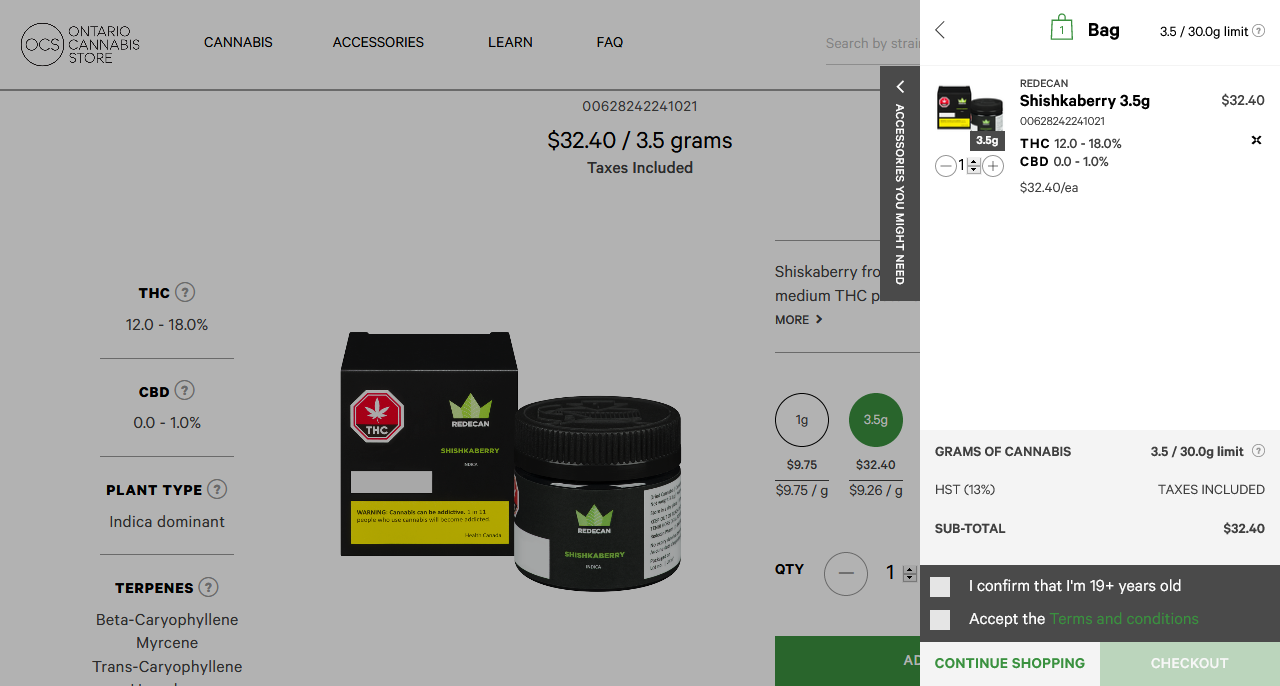 OCS
ONTARIO
CANNABIS
STORE
CANNABIS
ACCESSORIES
LEARN
FAQ
Search by strain
00628242241021
$32.40 / 3.5 grams
Taxes Included
THC ?
12.0 - 18.0%
CBD ?
0.0 - 1.0%
PLANT TYPE ?
Indica dominant
TERPENES ?
Beta-Caryophyllene
Myrcene
Trans-Caryophyllene
THC
REDECAN
SHISHKABERRY
INDICA
WARNING: Cannabis can be addictive. 1 in 11
people who use cannabis will become addicted.
Health Canada
REDECAN
SHISHKABERRY
INDICA
Shiskaberry fro
medium THC p
MORE
1g
3.5g
$9.75
$32.40
$9.75 / g
$9.26 / g
QTY
1
AD
ACCESSORIES YOU MIGHT NEED
1
Bag
3.5 / 30.0g limit ?
REDECAN
Shishkaberry 3.5g
$32.40
00628242241021
3.5g
THC 12.0 - 18.0%
CBD 0.0 - 1.0%
1
$32.40/ea
GRAMS OF CANNABIS
3.5 / 30.0g limit ?
HST (13%)
TAXES INCLUDED
SUB-TOTAL
$32.40
I confirm that I'm 19+ years old
Accept the Terms and conditions
CONTINUE SHOPPING
CHECKOUT